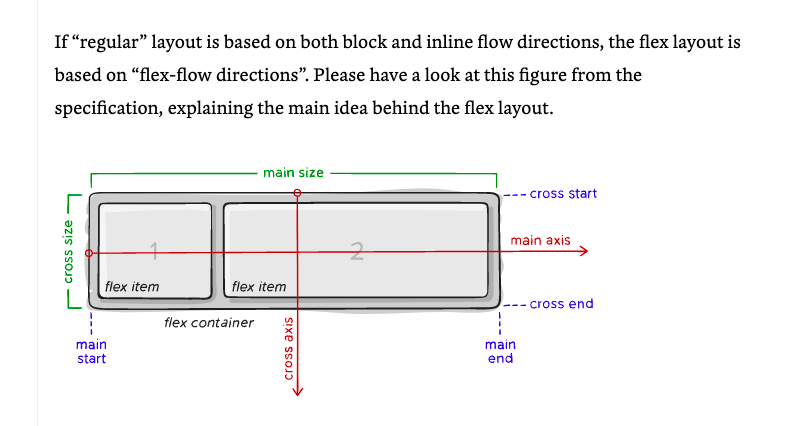 If “regular” layout is based on both block and inline flow directions, the flex layout is
based on “flex-flow directions”. Please have a look at this figure from the
specification, explaining the main idea behind the flex layout.
main size
cross start
cross size
1
2
main axis
flex item
flex item
cross end
flex container
cross axis
main
start
main
end